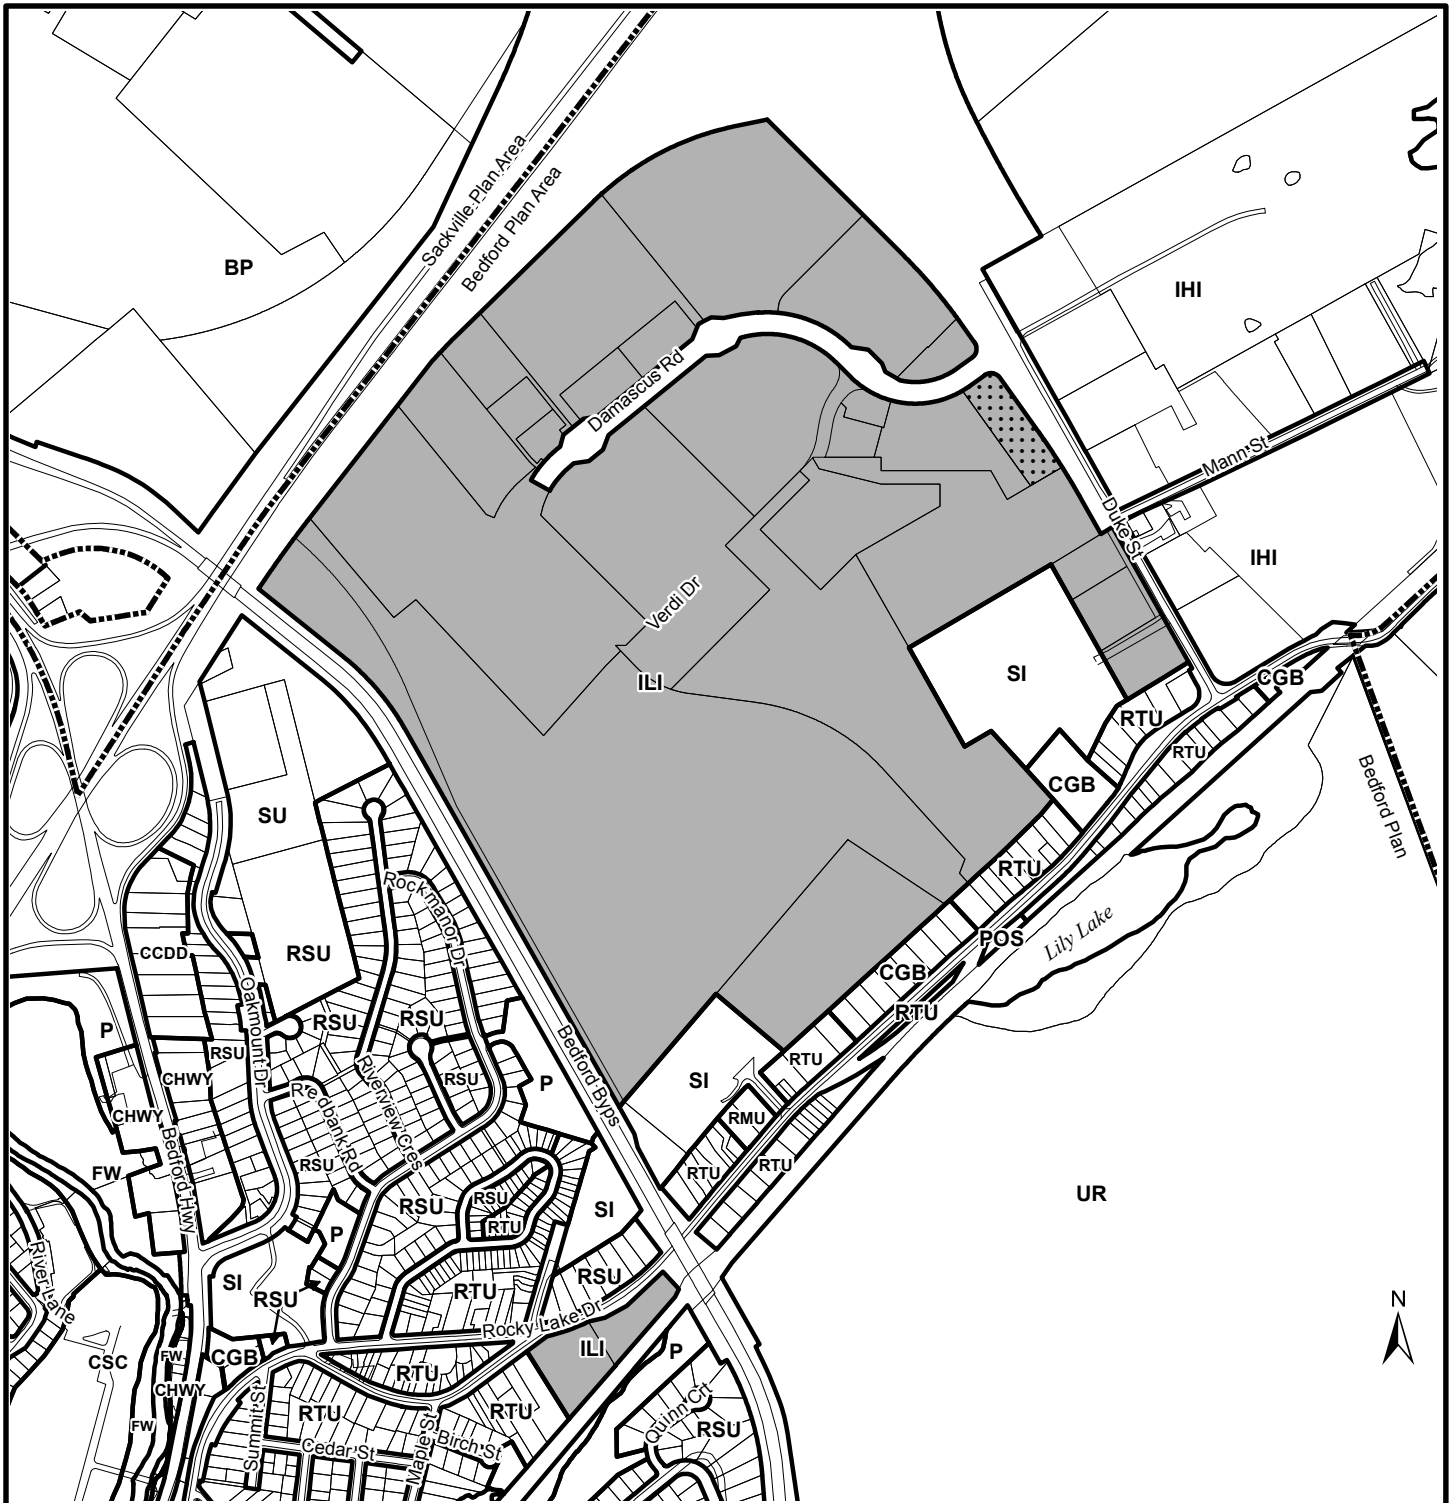 Sackville Plan Area
Bedford Plan Area
BP
IHI
Damascus Rd
Mann St
Duke St
IHI
Verdi Dr
ILI
SI
CGB
RTU
RTU
CGB
Bedford Plan
SU
RTU
Rockmanor Dr
Lily Lake
POS
CCDD
RSU
CGB
Oakmount Dr
RTU
P
RSU
RSU
RSU
Bedford Byps
RTU
CHWY
Riverview Cres
RSU
P
SI
CHWY
Redbank Rd
RMU
Bedford Hwy
FW
RSU
RTU
RTU
RSU
RSU
UR
RTU
SI
P
River Lane
SI
RSU
RTU
RSU
N
Rocky Lake Dr
ILI
CSC
FW
CGB
P
CHWY
RTU
FW
RTU
RTU
Quinn Crt
RSU
Summit St
Cedar St
Maple St
Birch St